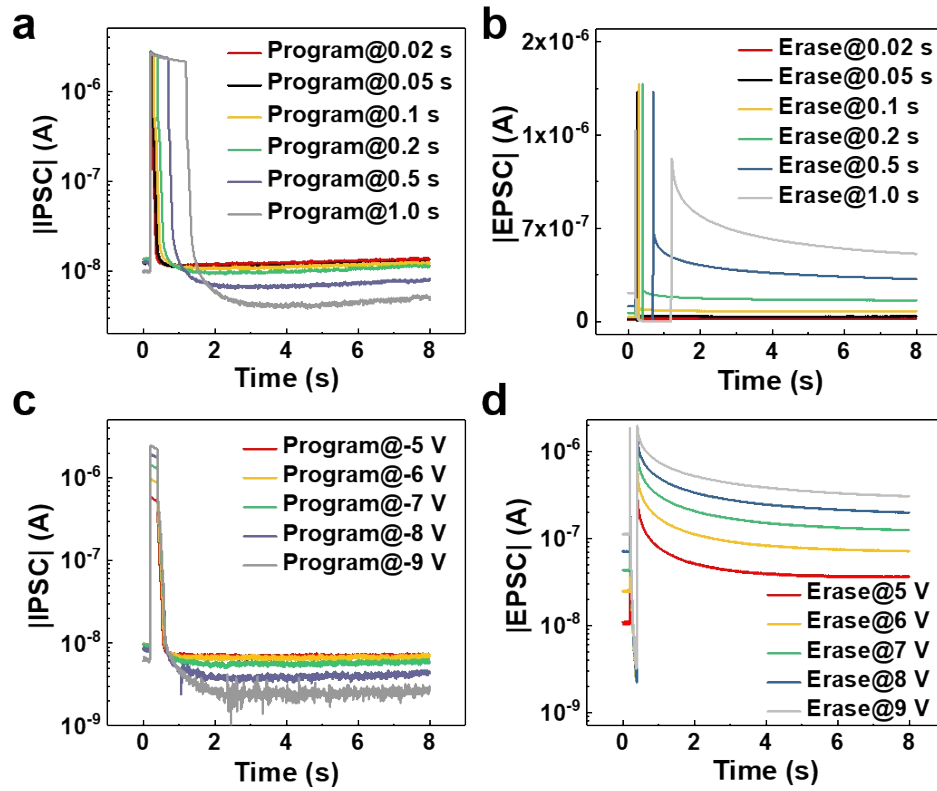 a
10⁻⁶
10⁻⁷
10⁻⁸
|IPSC| (A)
Program@0.02 s
Program@0.05 s
Program@0.1 s
Program@0.2 s
Program@0.5 s
Program@1.0 s
0 2 4 6 8
Time (s)
b
2x10⁻⁶
1x10⁻⁶
7x10⁻⁷
0
|EPSC| (A)
Erase@0.02 s
Erase@0.05 s
Erase@0.1 s
Erase@0.2 s
Erase@0.5 s
Erase@1.0 s
0 2 4 6 8
Time (s)
c
10⁻⁶
10⁻⁷
10⁻⁸
10⁻⁹
|IPSC| (A)
Program@-5 V
Program@-6 V
Program@-7 V
Program@-8 V
Program@-9 V
0 2 4 6 8
Time (s)
d
10⁻⁶
10⁻⁷
10⁻⁸
10⁻⁹
|EPSC| (A)
Erase@5 V
Erase@6 V
Erase@7 V
Erase@8 V
Erase@9 V
0 2 4 6 8
Time (s)